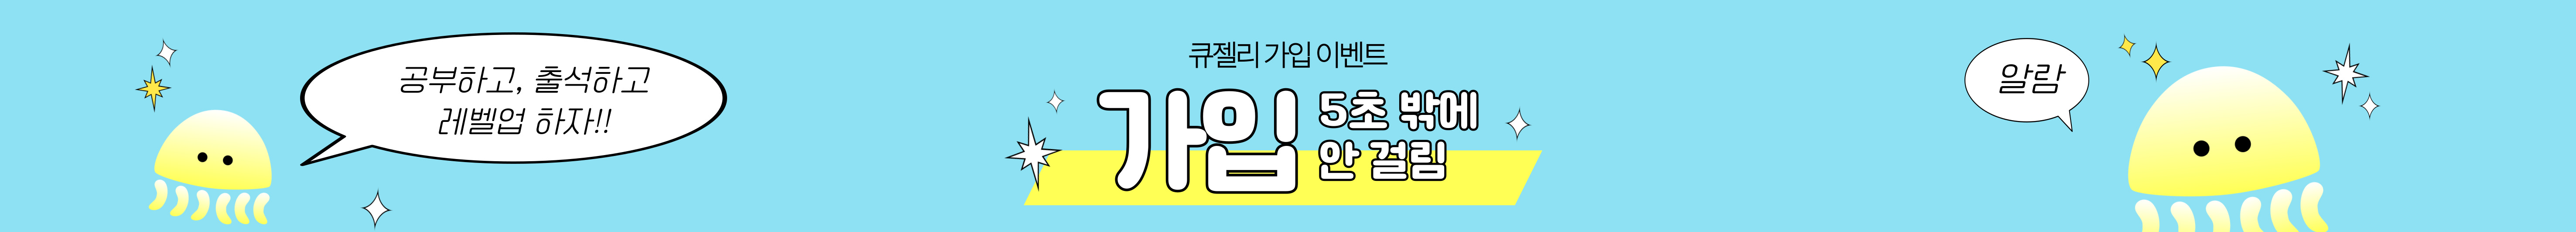 공부하고, 출석하고
레벨업 하자!!
큐젤리 가입 이벤트
가입
5초 밖에
안 걸림
알람